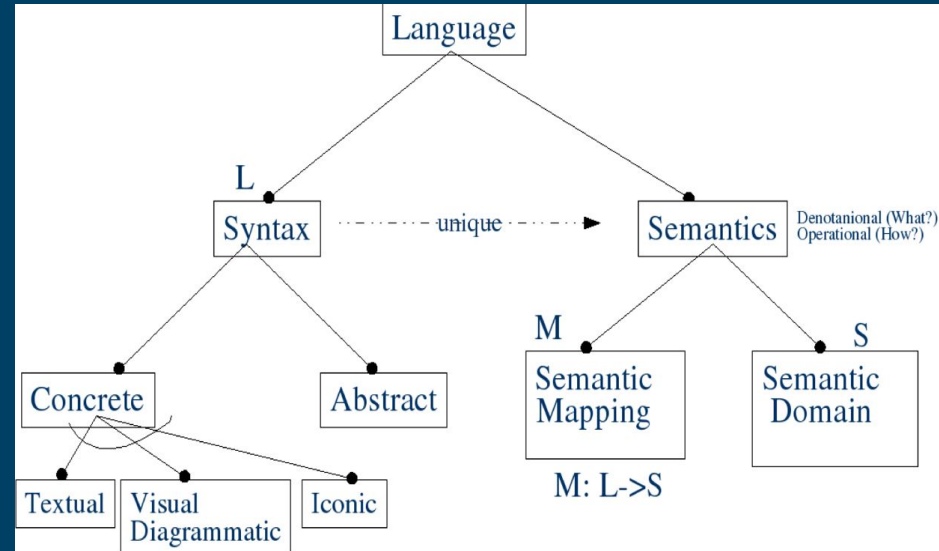 Language
L
Syntax
unique
Semantics
Denotanional (What?)
Operational (How?)
M
S
Concrete
Abstract
Semantic
Mapping
Semantic
Domain
M: L->S
Textual
Visual
Diagrammatic
Iconic